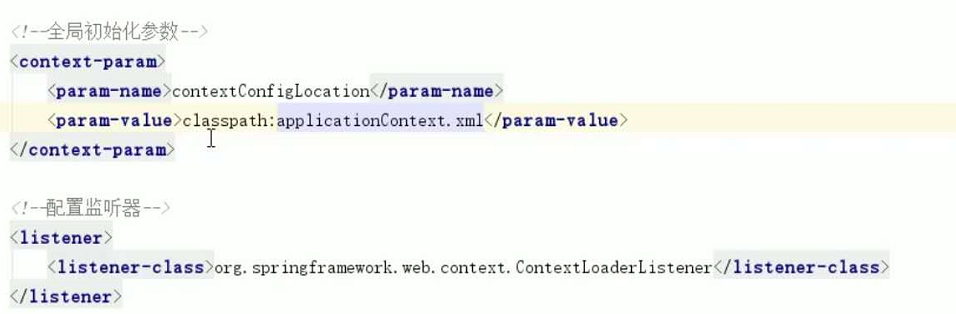 <!--全局初始化参数-->
<context-param>
<param-name>contextConfigLocation</param-name>
<param-value>classpath:applicationContext.xml</param-value>
</context-param>
<!--配置监听器-->
<listener>
<listener-class>org.springframework.web.context.ContextLoaderListener</listener-class>
</listener>